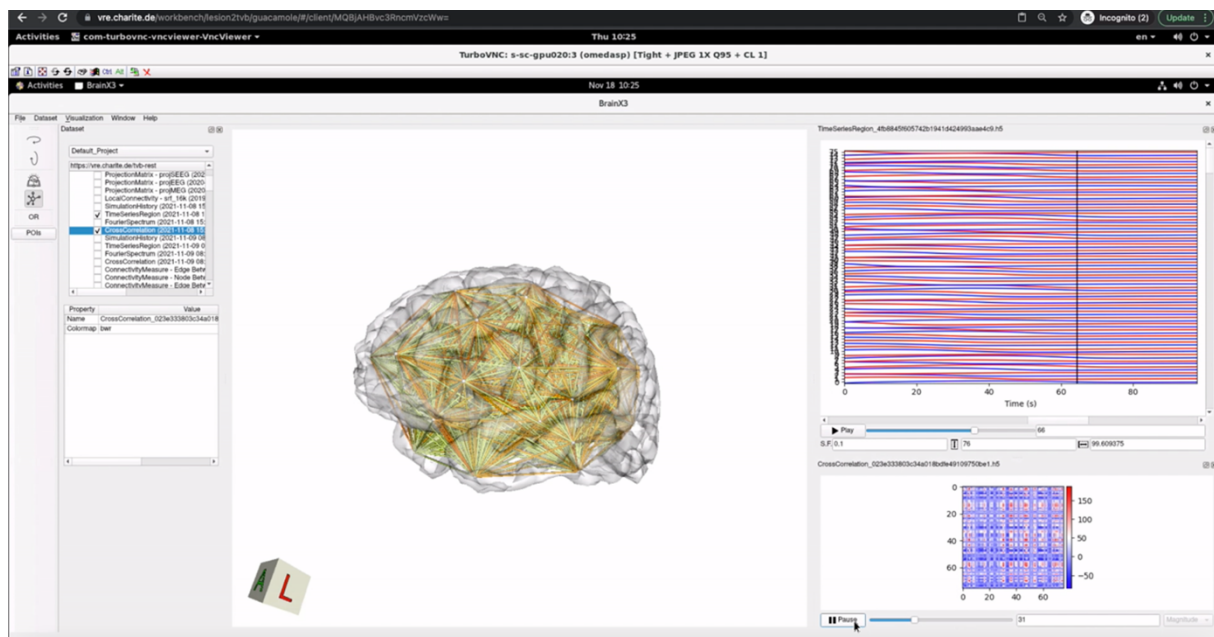 vre.charite.de/workbench/lesion2tvb/guacamole/#/client/MQBjAHBvc3RncmVzcWw=
Incognito (2)
Update
Activities com-turbovnc-vncviewer-VncViewer
Thu 10:25
en
TurboVNC: s-sc-gpu020:3 (omedasp) [Tight + JPEG 1X Q95 + CL 1]
Ctrl Alt
Activities BrainX3
Nov 18 10:25
BrainX3
File Dataset Visualization Window Help
Dataset
Default_Project
https://vre.charite.de/tvb-rest
ProjectionMatrix - projSEEG (202
ProjectionMatrix - projEEG (2020-
ProjectionMatrix - projMEG (2020
LocalConnectivity - srf_16k (2019
SimulationHistory (2021-11-08 15
TimeSeriesRegion (2021-11-08 1
FourierSpectrum (2021-11-08 15:
CrossCorrelation (2021-11-08 15
SimulationHistory (2021-11-09 08
TimeSeriesRegion (2021-11-09 0
FourierSpectrum (2021-11-09 08:
CrossCorrelation (2021-11-09 08:
ConnectivityMeasure - Edge Betw
ConnectivityMeasure - Node Betw
ConnectivityMeasure - Edge Betw
OR
POIs
Property Value
Name CrossCorrelation_023e333803c34a018
Colormap bwr
L
0 20 40 60 80
Time (s)
Play
66
S.F. 0.1
76
99.609375
0
20
40
60
0 20 40 60
150
100
50
0
−50
Pause
31
Magnitude